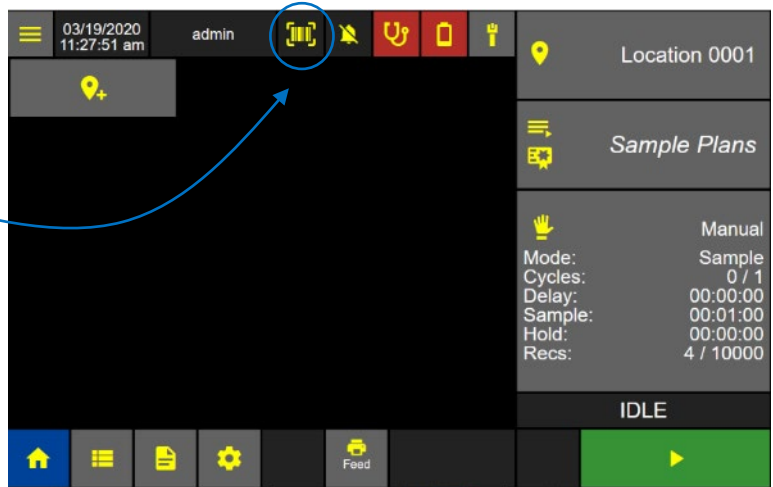 03/19/2020
11:27:51 am
admin
Location 0001
Sample Plans
Manual
Mode: Sample
Cycles: 0 / 1
Delay: 00:00:00
Sample: 00:01:00
Hold: 00:00:00
Recs: 4 / 10000
IDLE
Feed